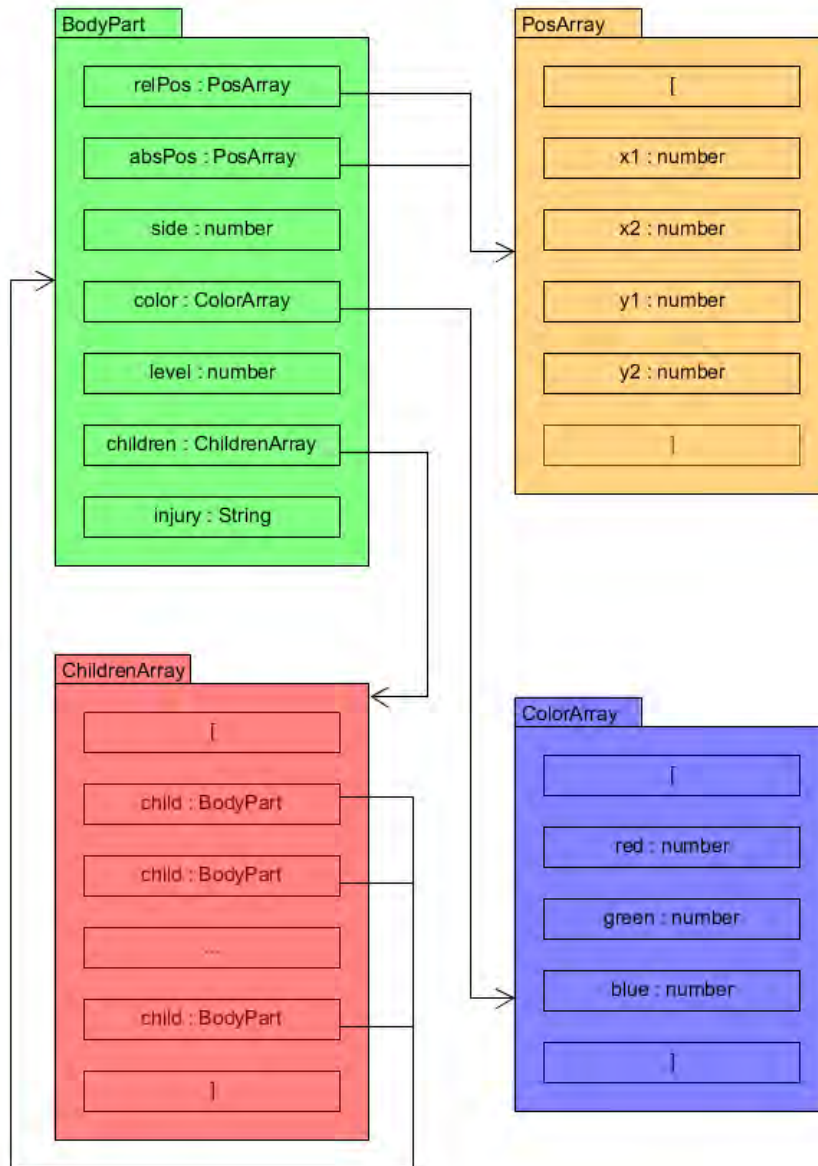 BodyPart
relPos : PosArray
absPos : PosArray
side : number
color : ColorArray
level : number
children : ChildrenArray
injury : String
PosArray
[
x1 : number
x2 : number
y1 : number
y2 : number
]
ChildrenArray
[
child : BodyPart
child : BodyPart
...
child : BodyPart
]
ColorArray
[
red : number
green : number
blue : number
]